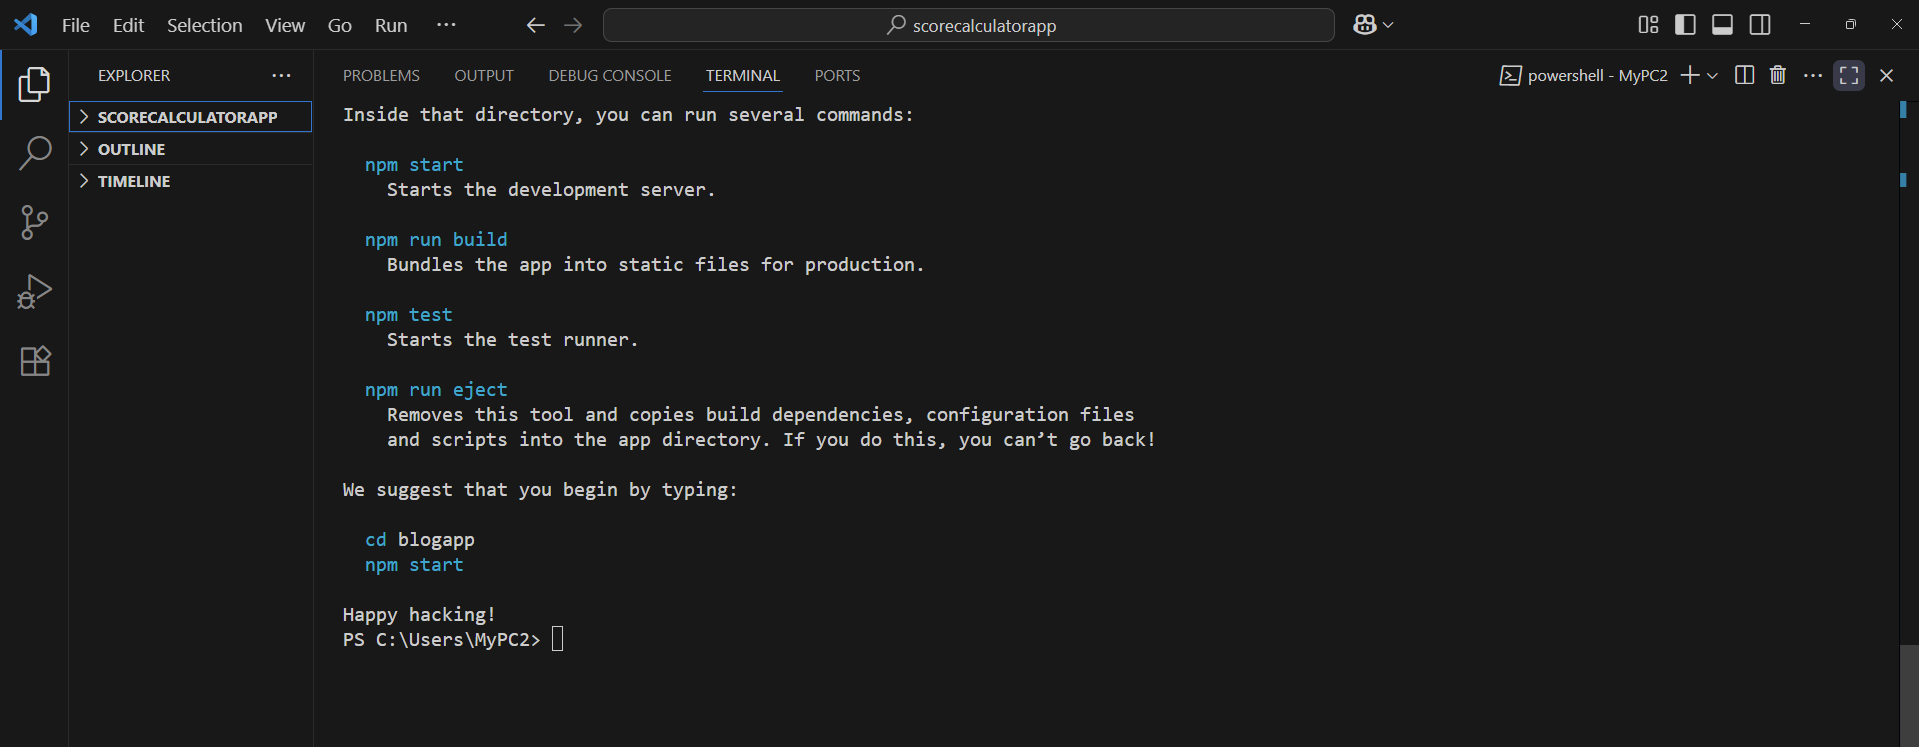 File Edit Selection View Go Run ···
scorecalculatorapp
EXPLORER ···
SCORECALCULATORAPP
OUTLINE
TIMELINE
PROBLEMS OUTPUT DEBUG CONSOLE TERMINAL PORTS
powershell - MyPC2
Inside that directory, you can run several commands:
npm start
Starts the development server.
npm run build
Bundles the app into static files for production.
npm test
Starts the test runner.
npm run eject
Removes this tool and copies build dependencies, configuration files
and scripts into the app directory. If you do this, you can’t go back!
We suggest that you begin by typing:
cd blogapp
npm start
Happy hacking!
PS C:\Users\MyPC2>